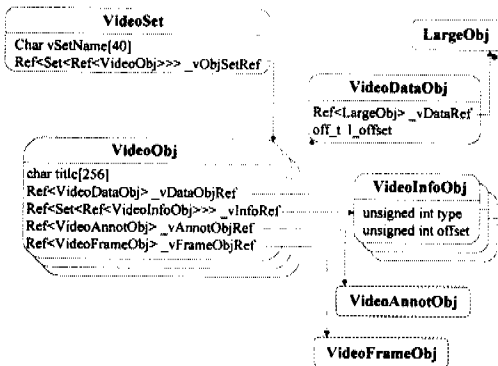 VideoSet
Char vSetName[40]
Ref<Set<Ref<VideoObj>>> _vObjSetRef
LargeObj
VideoDataObj
Ref<LargeObj> _vDataRef
off_t l_offset
VideoObj
char title[256]
Ref<VideoDataObj> _vDataObjRef
Ref<Set<Ref<VideoInfoObj>>> _vInfoRef
Ref<VideoAnnotObj> _vAnnotObjRef
Ref<VideoFrameObj> _vFrameObjRef
VideoInfoObj
unsigned int type
unsigned int offset
VideoAnnotObj
VideoFrameObj